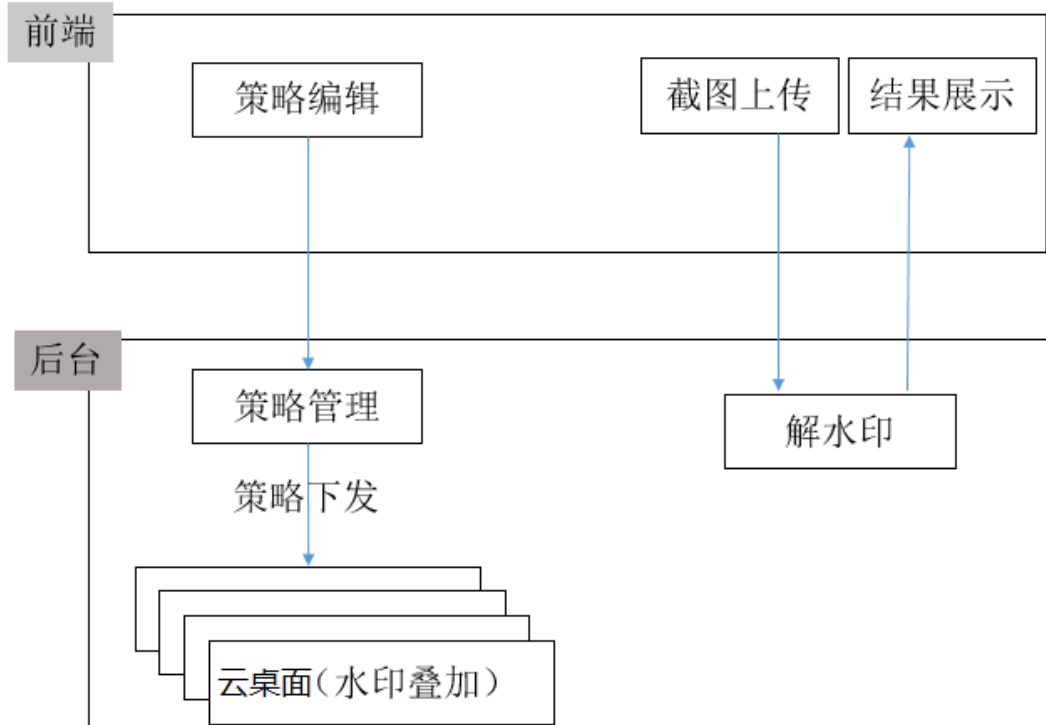 前端
策略编辑
截图上传
结果展示
后台
策略管理
解水印
策略下发
云桌面（水印叠加）